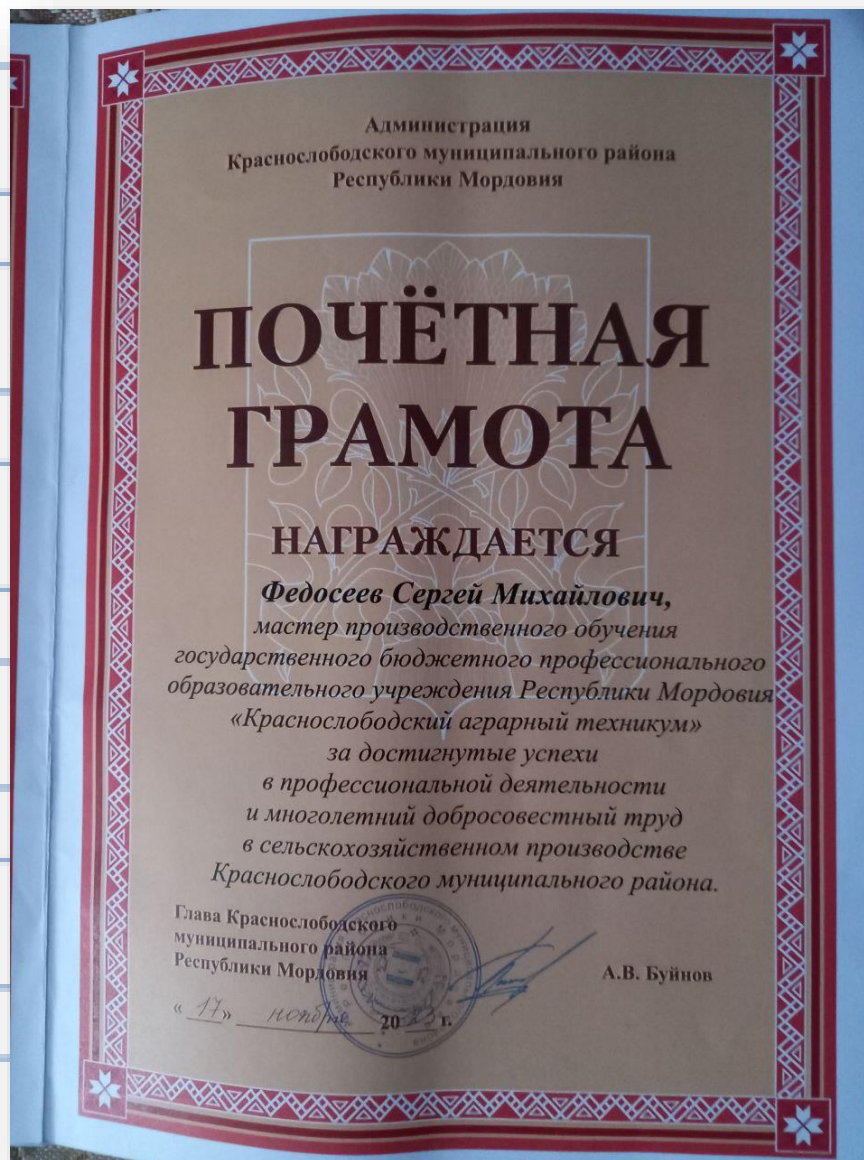 Администрация
Краснослободского муниципального района
Республики Мордовия
ПОЧЁТНАЯ
ГРАМОТА
НАГРАЖДАЕТСЯ
Федосеев Сергей Михайлович,
мастер производственного обучения
государственного бюджетного профессионального
образовательного учреждения Республики Мордовия
«Краснослободский аграрный техникум»
за достигнутые успехи
в профессиональной деятельности
и многолетний добросовестный труд
в сельскохозяйственном производстве
Краснослободского муниципального района.
Глава Краснослободского
муниципального района
Республики Мордовия
А.В. Буйнов
« 17 » ноября 20 23 г.